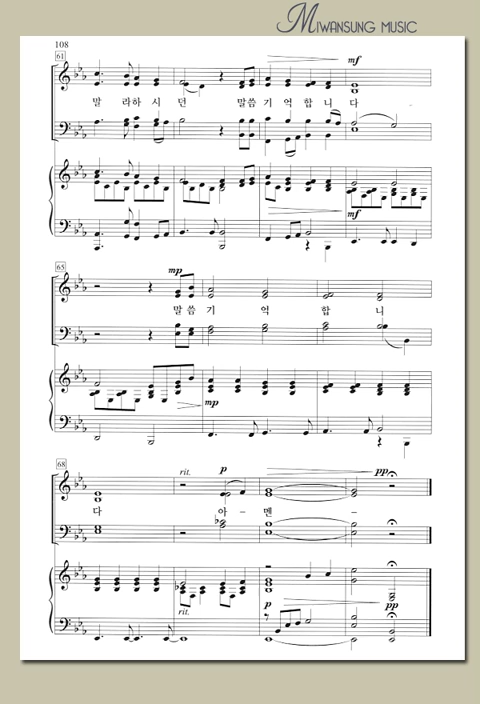 MIWANSUNG MUSIC
108
61
mf
말 라하 시 던 말씀 기 억 합 니 다
mf
65
mp
말 씀 기 억 합 니
mp
68
rit. p pp
다 아 – 멘 –
rit. p pp